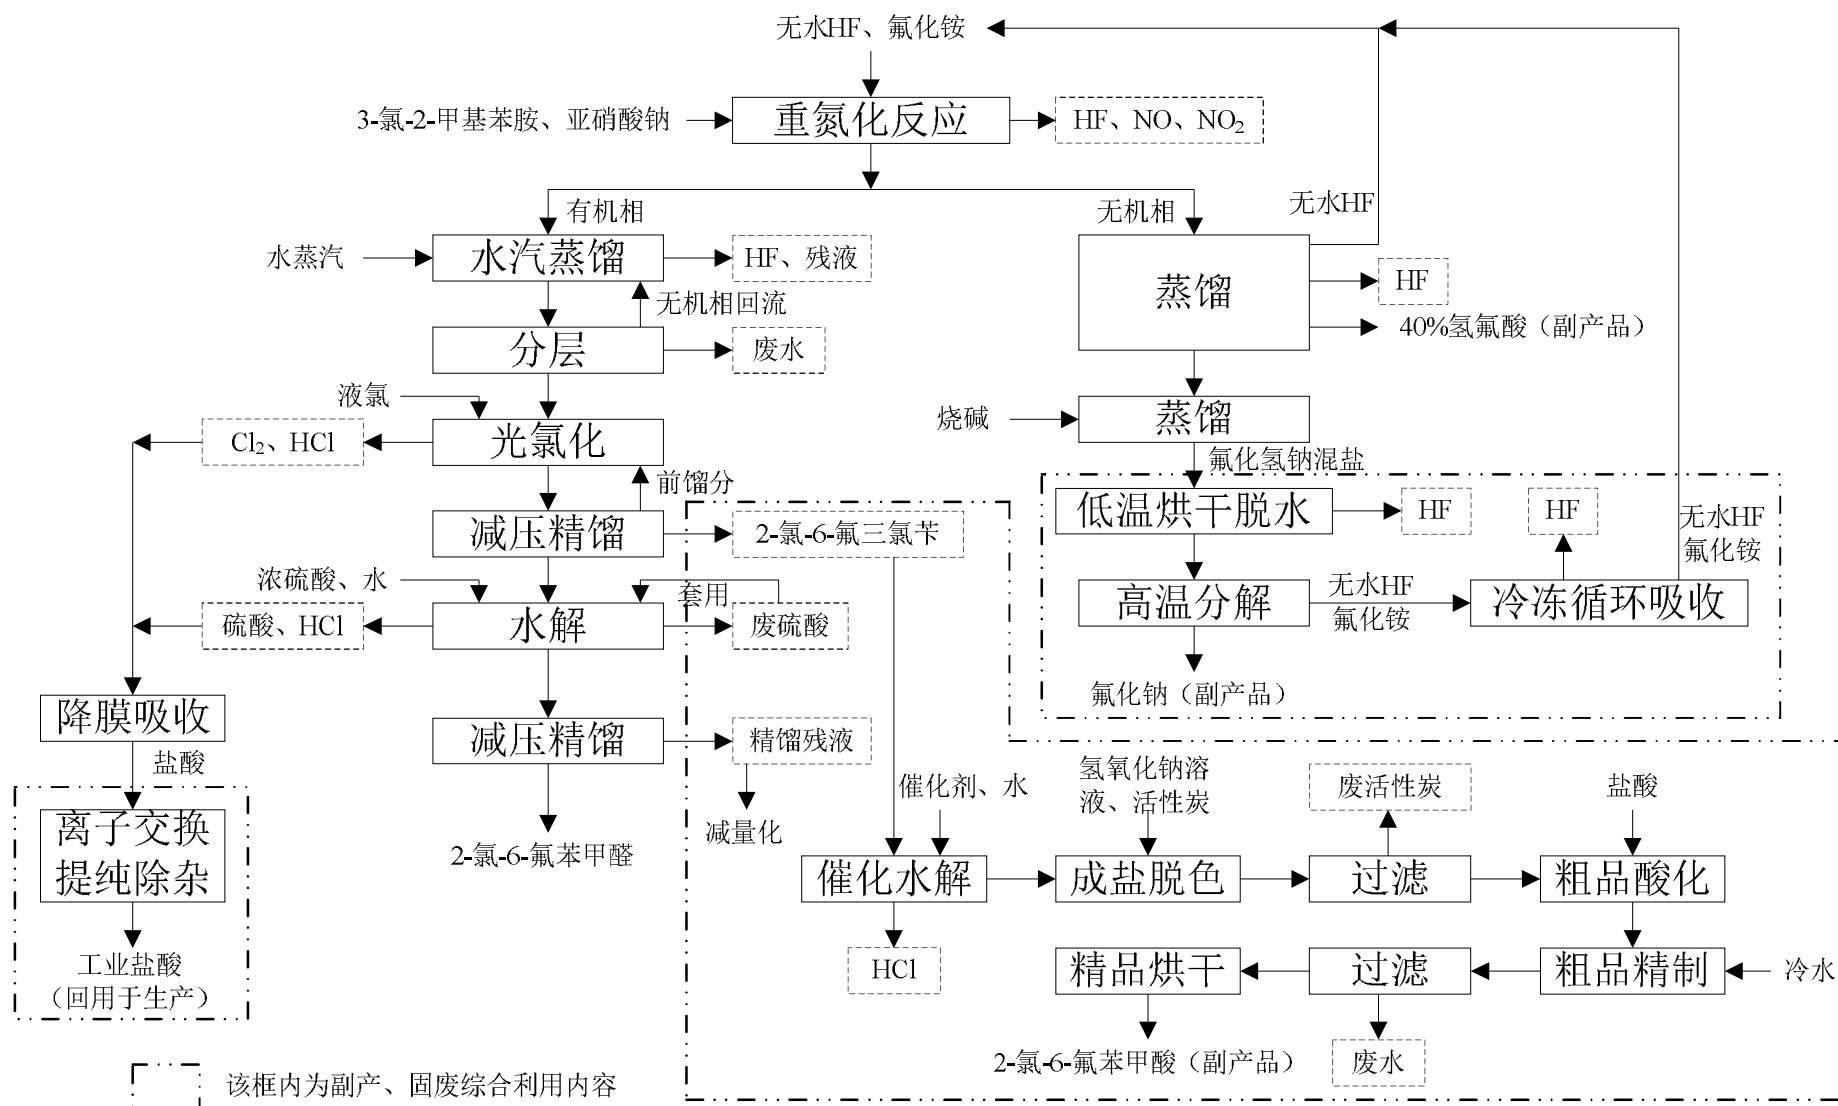 无水HF、氟化铵
3-氯-2-甲基苯胺、亚硝酸钠
重氮化反应
HF、NO、NO₂
有机相
无机相
无水HF
水蒸汽
水汽蒸馏
HF、残液
蒸馏
HF
40%氢氟酸（副产品）
无机相回流
分层
废水
液氯
Cl₂、HCl
光氯化
烧碱
蒸馏
氟化氢钠混盐
前馏分
减压精馏
2-氯-6-氟三氯苄
低温烘干脱水
HF
HF
无水HF
氟化铵
浓硫酸、水
套用
硫酸、HCl
水解
废硫酸
高温分解
无水HF
氟化铵
冷冻循环吸收
氟化钠（副产品）
降膜吸收
盐酸
减压精馏
精馏残液
减量化
2-氯-6-氟苯甲醛
离子交换
提纯除杂
工业盐酸
（回用于生产）
催化剂、水
氢氧化钠溶
液、活性炭
废活性炭
盐酸
催化水解
成盐脱色
过滤
粗品酸化
HCl
精品烘干
过滤
粗品精制
冷水
2-氯-6-氟苯甲酸（副产品）
废水
该框内为副产、固废综合利用内容